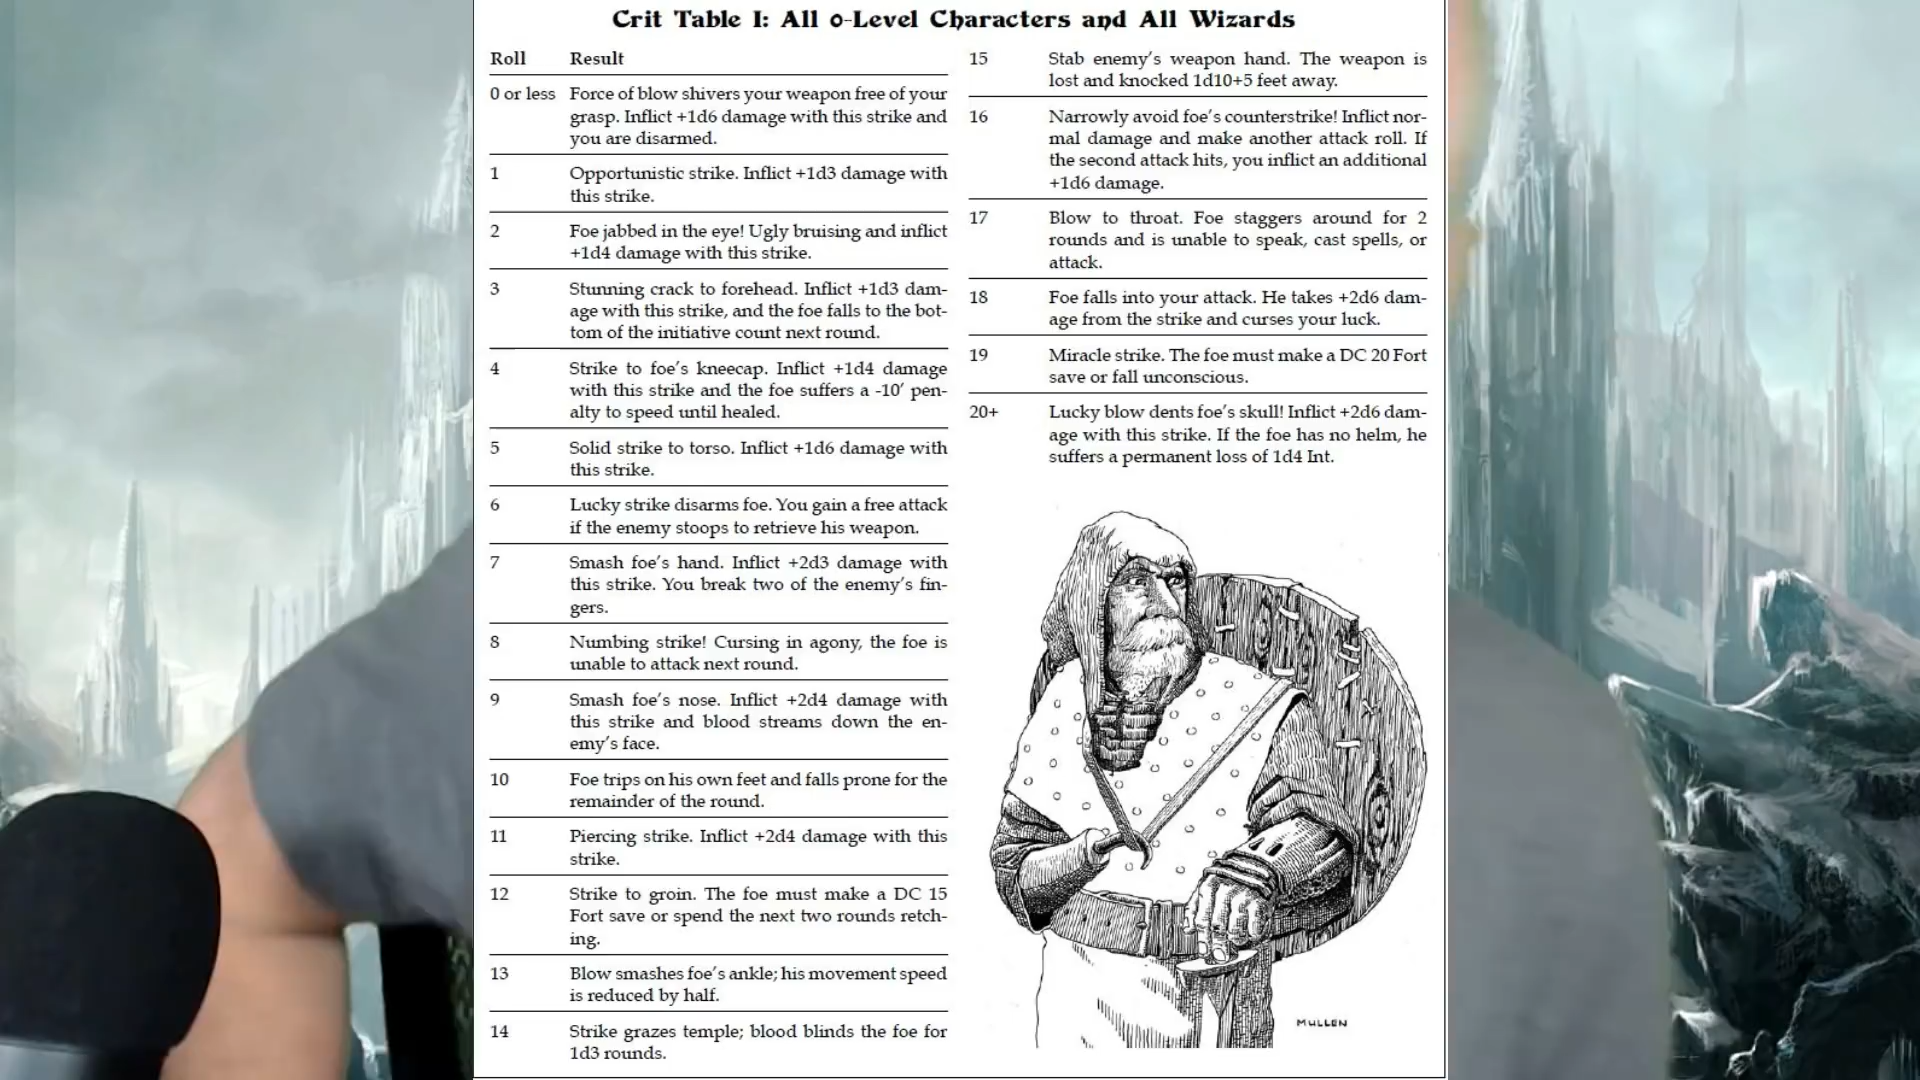 Crit Table I: All 0-Level Characters and All Wizards
Roll Result
0 or less Force of blow shivers your weapon free of your
grasp. Inflict +1d6 damage with this strike and
you are disarmed.
1 Opportunistic strike. Inflict +1d3 damage with
this strike.
2 Foe jabbed in the eye! Ugly bruising and inflict
+1d4 damage with this strike.
3 Stunning crack to forehead. Inflict +1d3 dam-
age with this strike, and the foe falls to the bot-
tom of the initiative count next round.
4 Strike to foe's kneecap. Inflict +1d4 damage
with this strike and the foe suffers a -10' pen-
alty to speed until healed.
5 Solid strike to torso. Inflict +1d6 damage with
this strike.
6 Lucky strike disarms foe. You gain a free attack
if the enemy stoops to retrieve his weapon.
7 Smash foe's hand. Inflict +2d3 damage with
this strike. You break two of the enemy's fin-
gers.
8 Numbing strike! Cursing in agony, the foe is
unable to attack next round.
9 Smash foe's nose. Inflict +2d4 damage with
this strike and blood streams down the en-
emy's face.
10 Foe trips on his own feet and falls prone for the
remainder of the round.
11 Piercing strike. Inflict +2d4 damage with this
strike.
12 Strike to groin. The foe must make a DC 15
Fort save or spend the next two rounds retch-
ing.
13 Blow smashes foe's ankle; his movement speed
is reduced by half.
14 Strike grazes temple; blood blinds the foe for
1d3 rounds.
15 Stab enemy's weapon hand. The weapon is
lost and knocked 1d10+5 feet away.
16 Narrowly avoid foe's counterstrike! Inflict nor-
mal damage and make another attack roll. If
the second attack hits, you inflict an additional
+1d6 damage.
17 Blow to throat. Foe staggers around for 2
rounds and is unable to speak, cast spells, or
attack.
18 Foe falls into your attack. He takes +2d6 dam-
age from the strike and curses your luck.
19 Miracle strike. The foe must make a DC 20 Fort
save or fall unconscious.
20+ Lucky blow dents foe's skull! Inflict +2d6 dam-
age with this strike. If the foe has no helm, he
suffers a permanent loss of 1d4 Int.
MULLEN